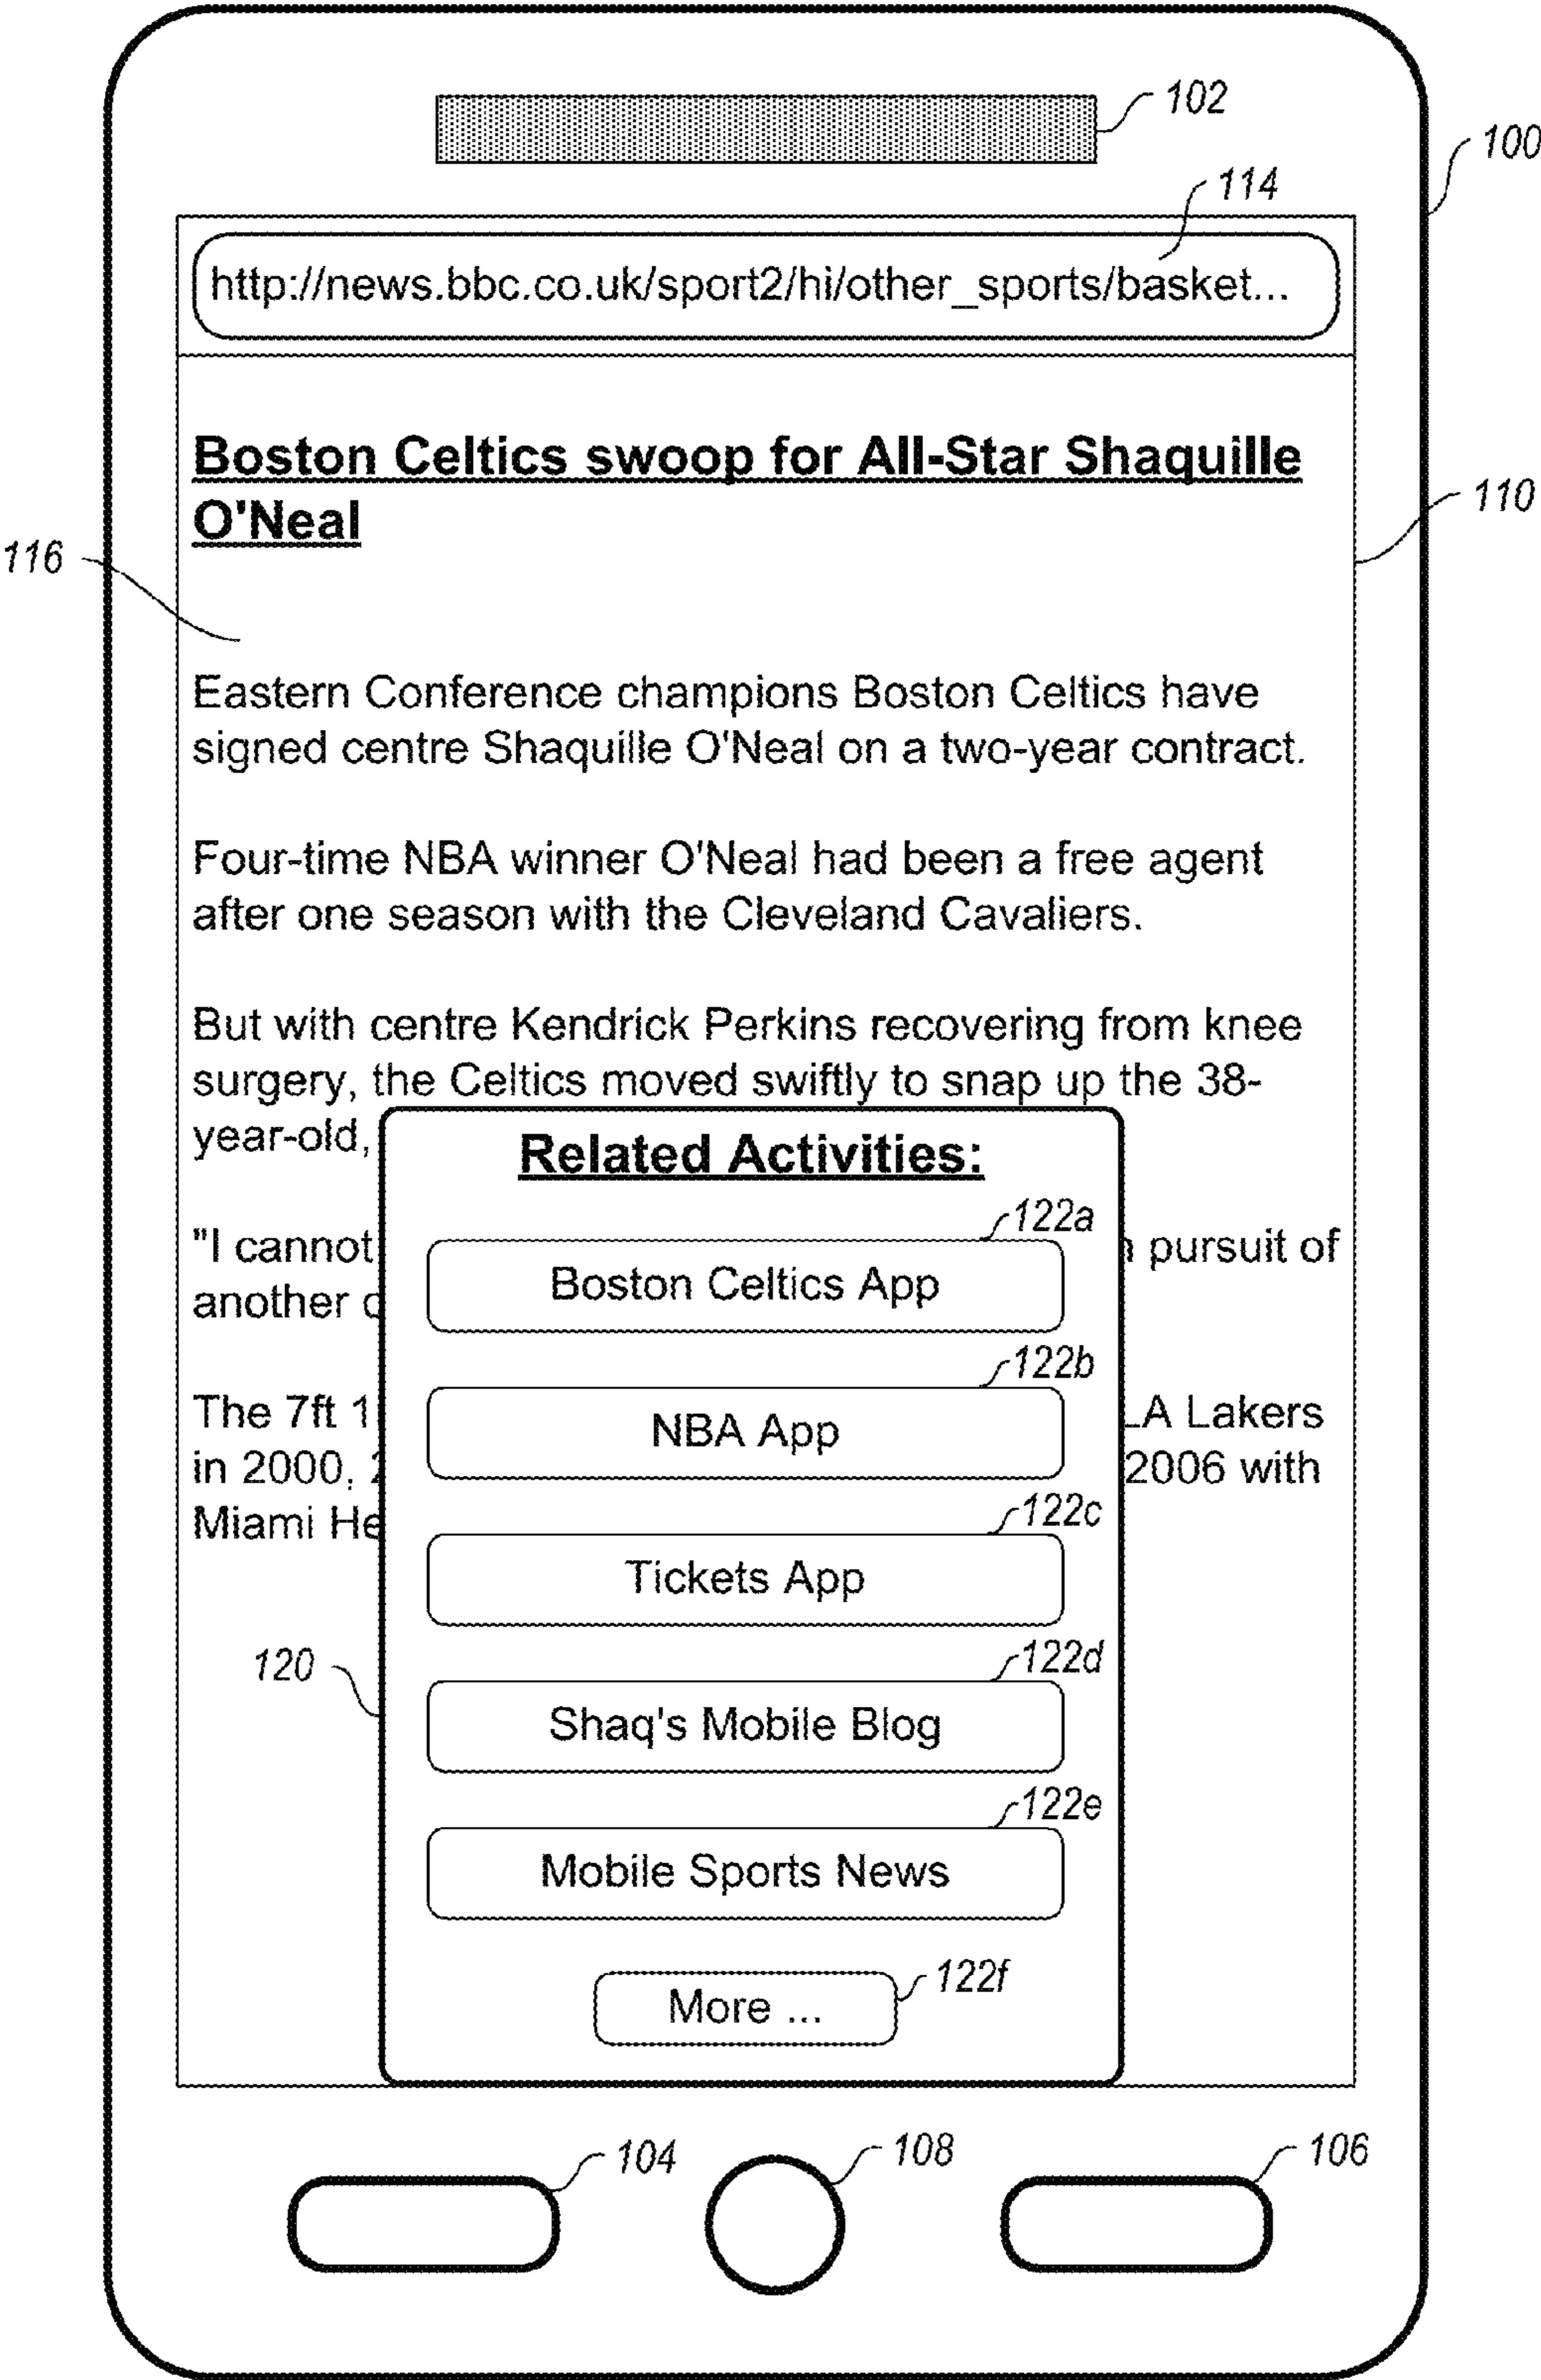 102
100
114
http://news.bbc.co.uk/sport2/hi/other_sports/basket...
Boston Celtics swoop for All-Star Shaquille
O'Neal
110
116
Eastern Conference champions Boston Celtics have
signed centre Shaquille O'Neal on a two-year contract.
Four-time NBA winner O'Neal had been a free agent
after one season with the Cleveland Cavaliers.
But with centre Kendrick Perkins recovering from knee
surgery, the Celtics moved swiftly to snap up the 38-
year-old,
Related Activities:
122a
"I cannot pursuit of
Boston Celtics App
another
122b
The 7ft LA Lakers
NBA App
in 2000, 2006 with
122c
Miami He
Tickets App
120
122d
Shaq's Mobile Blog
122e
Mobile Sports News
122f
More ...
104
108
106